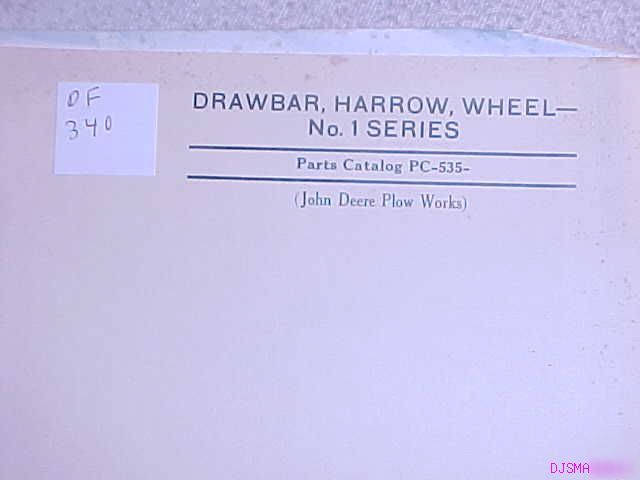 DF
340
DRAWBAR, HARROW, WHEEL—
No. 1 SERIES
Parts Catalog PC-535-
(John Deere Plow Works)
DJSMA